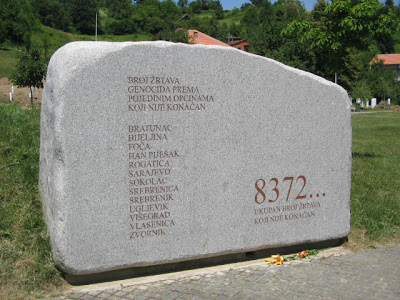 BROJ ŽRTAVA
GENOCIDA PREMA
POJEDINIM OPĆINAMA
KOJI NIJE KONAČAN
BRATUNAC
BIJELJINA
FOČA
HAN PIJESAK
ROGATICA
SARAJEVO
SOKOLAC
SREBRENICA
SREBRENIK
UGLJEVIK
VIŠEGRAD
VLASENICA
ZVORNIK
8372...
UKUPAN BROJ ŽRTAVA
KOJI NIJE KONAČAN